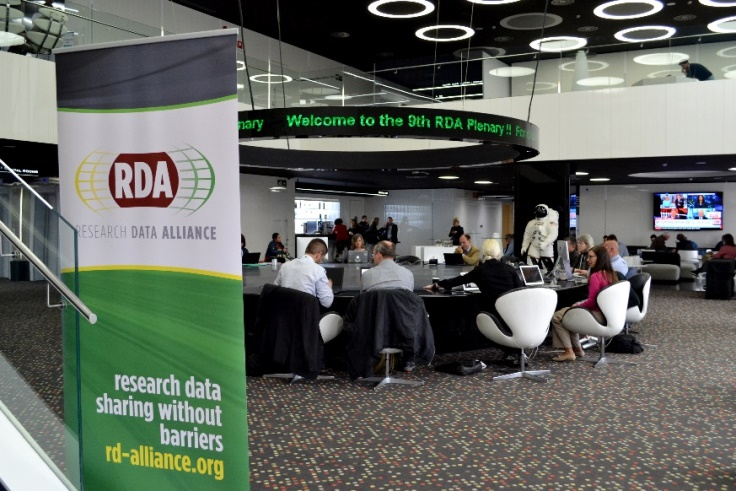 nary Welcome to the 9th RDA Plenary !! Fo
RDA
RESEARCH DATA ALLIANCE
research data
sharing without
barriers
rd-alliance.org